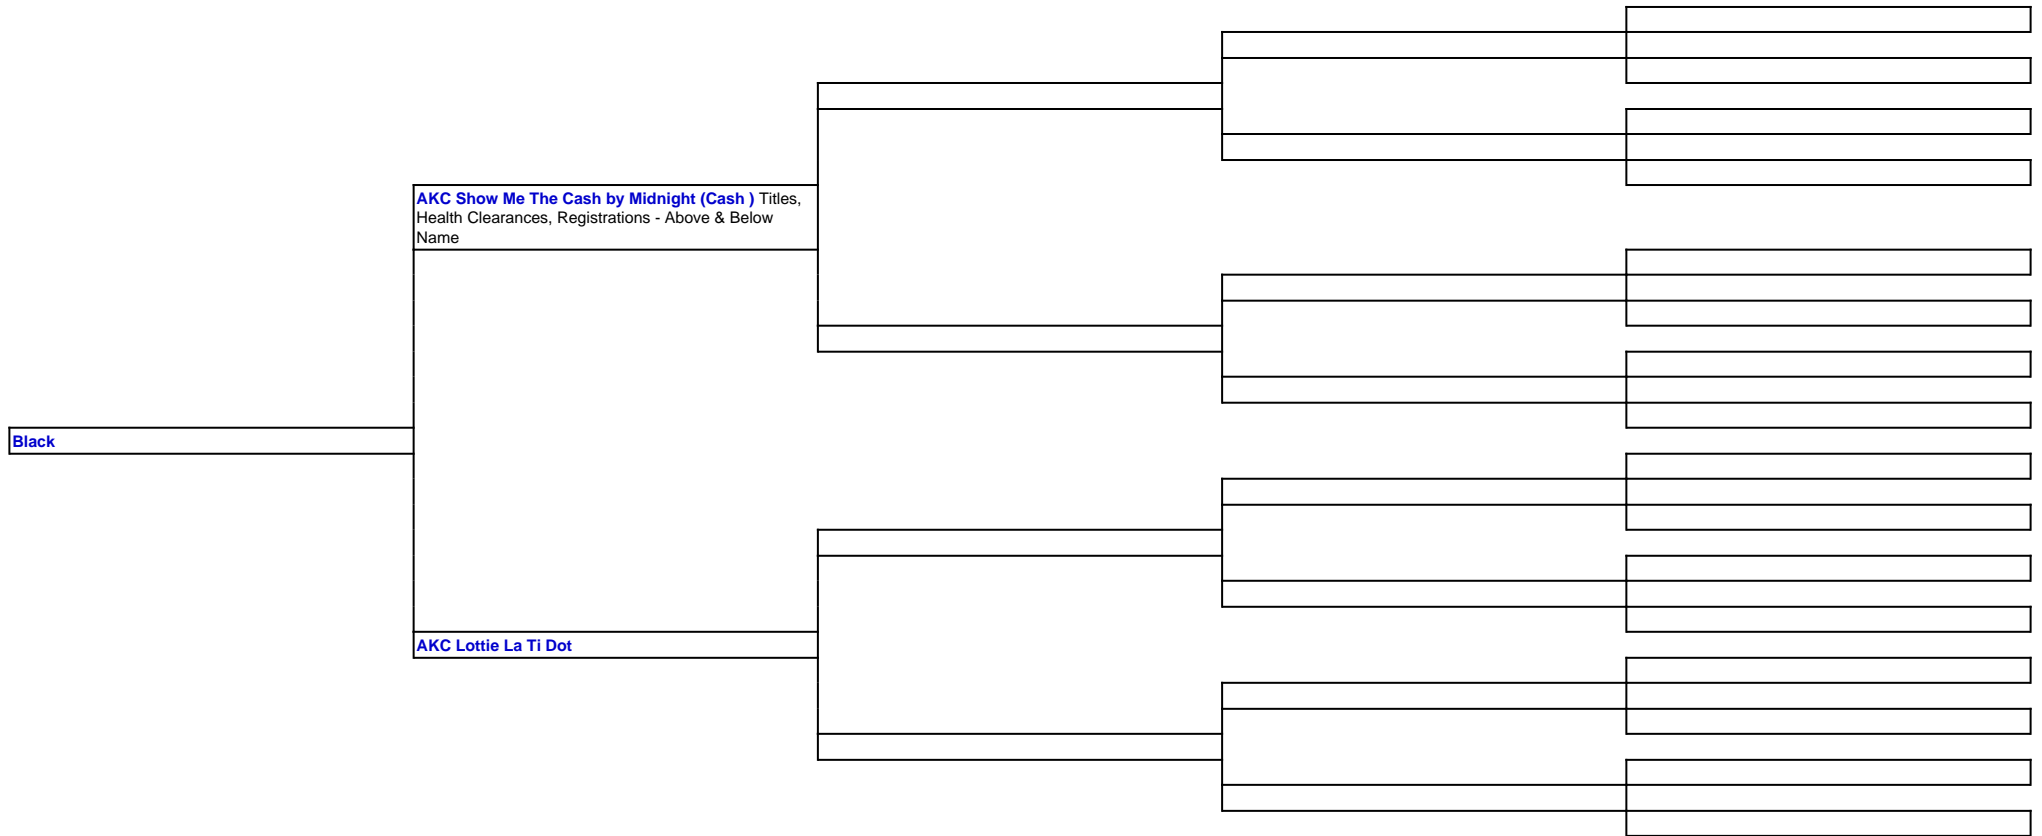 AKC Show Me The Cash by Midnight (Cash ) Titles,
Health Clearances, Registrations - Above & Below
Name
Black
AKC Lottie La Ti Dot